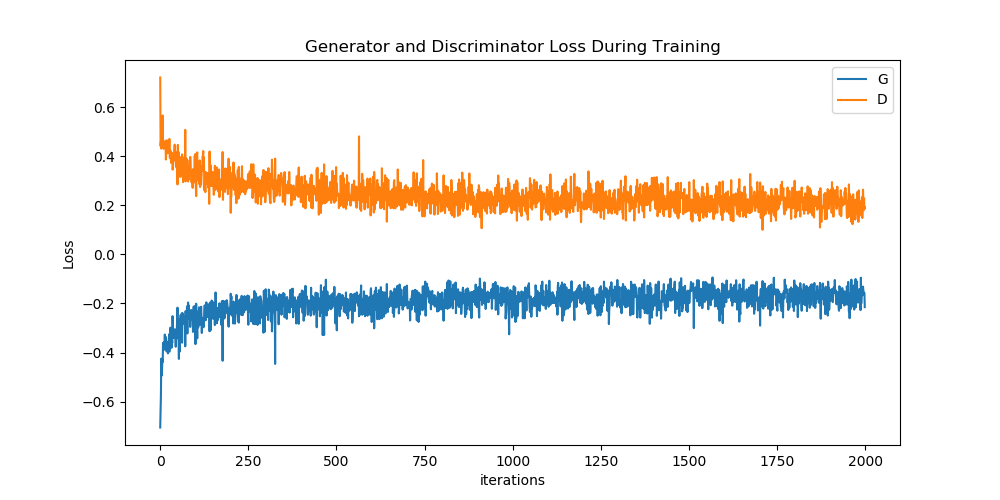 Generator and Discriminator Loss During Training
G
D
0.6
0.4
0.2
0.0
−0.2
−0.4
−0.6
Loss
0 250 500 750 1000 1250 1500 1750 2000
iterations